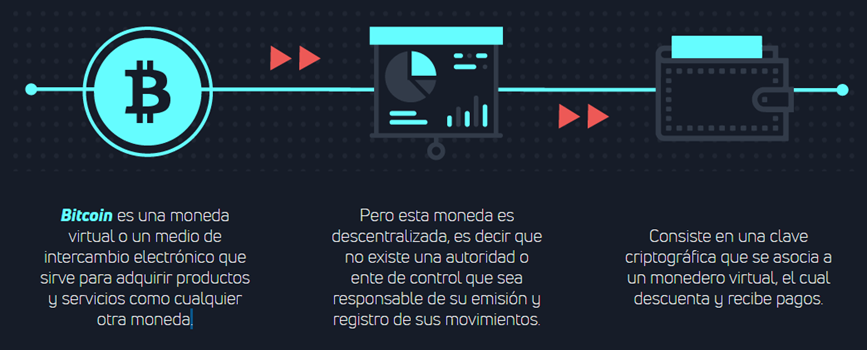 Bitcoin es una moneda
virtual o un medio de
intercambio electrónico que
sirve para adquirir productos
y servicios como cualquier
otra moneda.
Pero esta moneda es
descentralizada, es decir que
no existe una autoridad o
ente de control que sea
responsable de su emisión y
registro de sus movimientos.
Consiste en una clave
criptográfica que se asocia a
un monedero virtual, el cual
descuenta y recibe pagos.